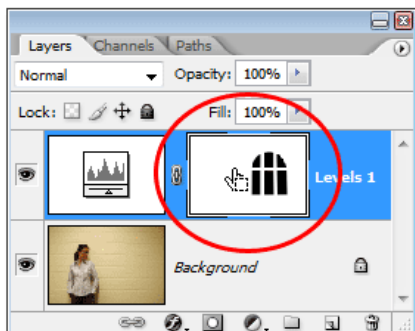 Layers Channels Paths
Normal Opacity: 100%
Lock: Fill: 100%
Levels 1
Background